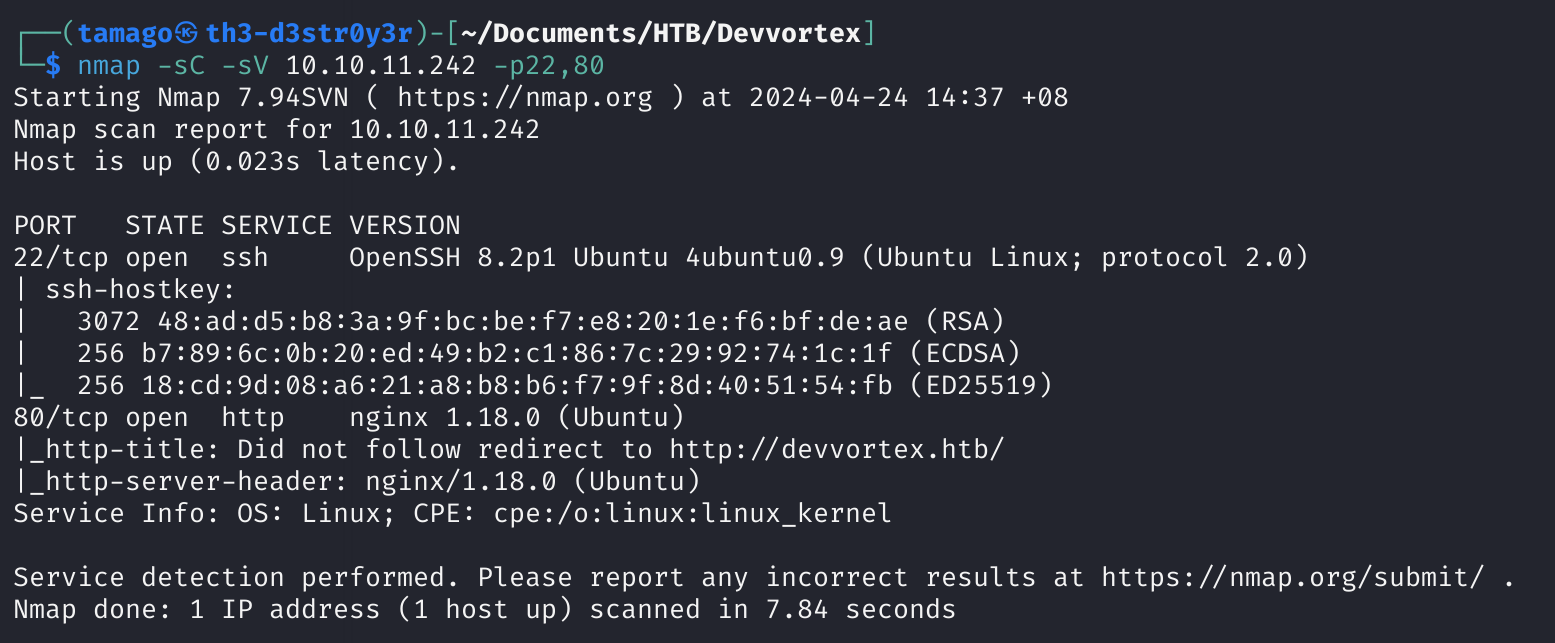 ┌──(tamago㉿th3-d3str0y3r)-[~/Documents/HTB/Devvortex]
└─$ nmap -sC -sV 10.10.11.242 -p22,80
Starting Nmap 7.94SVN ( https://nmap.org ) at 2024-04-24 14:37 +08
Nmap scan report for 10.10.11.242
Host is up (0.023s latency).

PORT   STATE SERVICE VERSION
22/tcp open  ssh     OpenSSH 8.2p1 Ubuntu 4ubuntu0.9 (Ubuntu Linux; protocol 2.0)
| ssh-hostkey:
|   3072 48:ad:d5:b8:3a:9f:bc:be:f7:e8:20:1e:f6:bf:de:ae (RSA)
|   256 b7:89:6c:0b:20:ed:49:b2:c1:86:7c:29:92:74:1c:1f (ECDSA)
|_  256 18:cd:9d:08:a6:21:a8:b8:b6:f7:9f:8d:40:51:54:fb (ED25519)
80/tcp open  http    nginx 1.18.0 (Ubuntu)
|_http-title: Did not follow redirect to http://devvortex.htb/
|_http-server-header: nginx/1.18.0 (Ubuntu)
Service Info: OS: Linux; CPE: cpe:/o:linux:linux_kernel

Service detection performed. Please report any incorrect results at https://nmap.org/submit/ .
Nmap done: 1 IP address (1 host up) scanned in 7.84 seconds